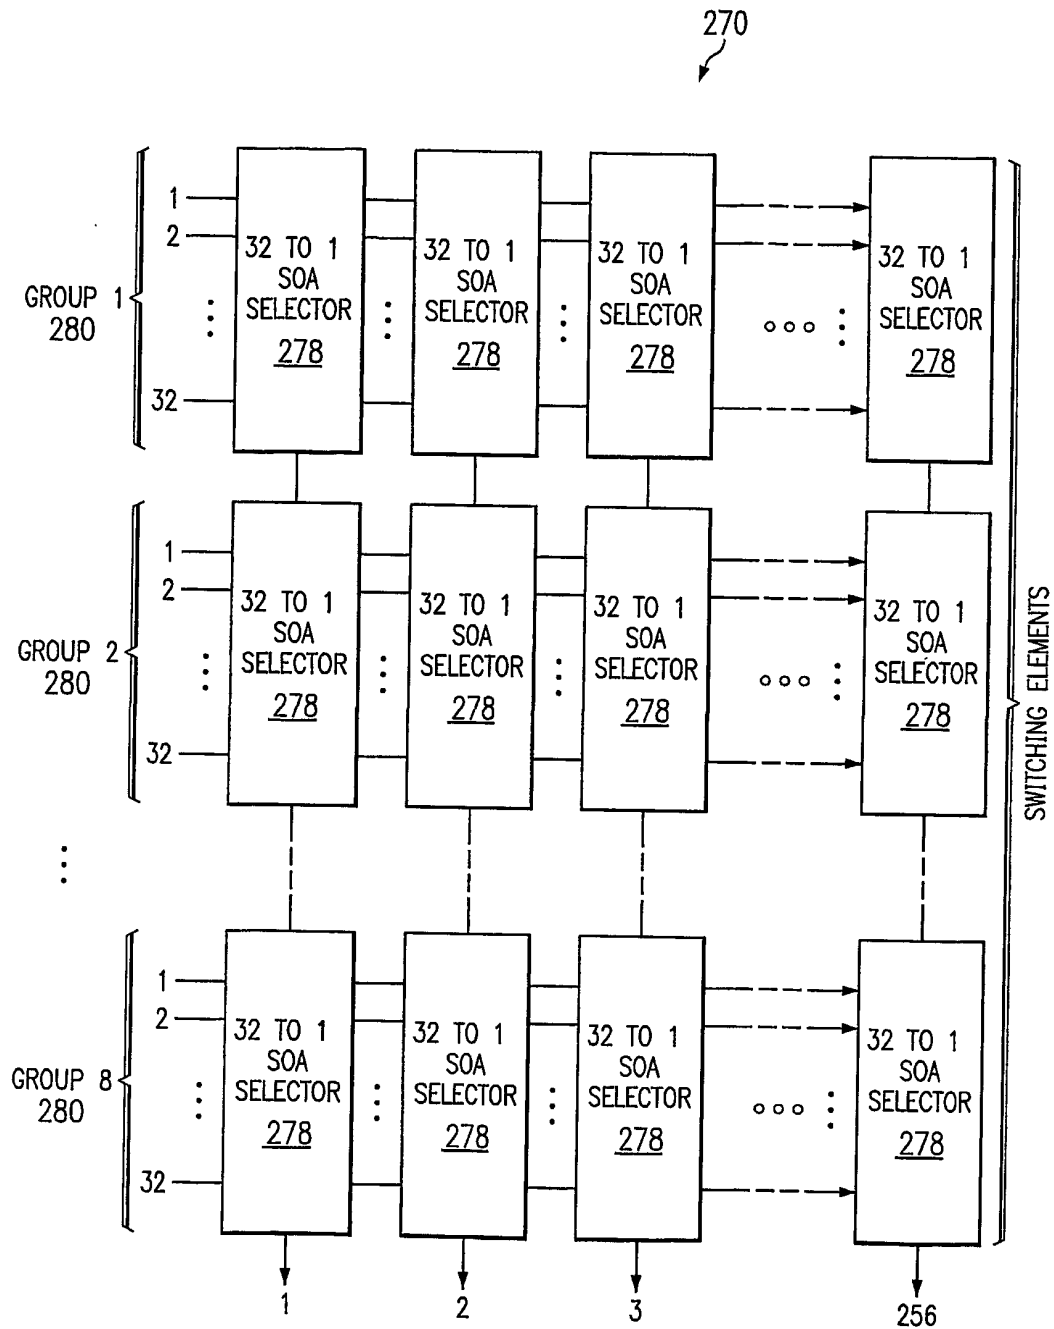 270
1
2
32
GROUP 1
280
32 TO 1
SOA
SELECTOR
278
32 TO 1
SOA
SELECTOR
278
32 TO 1
SOA
SELECTOR
278
32 TO 1
SOA
SELECTOR
278
1
2
32
GROUP 2
280
32 TO 1
SOA
SELECTOR
278
32 TO 1
SOA
SELECTOR
278
32 TO 1
SOA
SELECTOR
278
32 TO 1
SOA
SELECTOR
278
SWITCHING ELEMENTS
1
2
32
GROUP 8
280
32 TO 1
SOA
SELECTOR
278
32 TO 1
SOA
SELECTOR
278
32 TO 1
SOA
SELECTOR
278
32 TO 1
SOA
SELECTOR
278
1
2
3
256